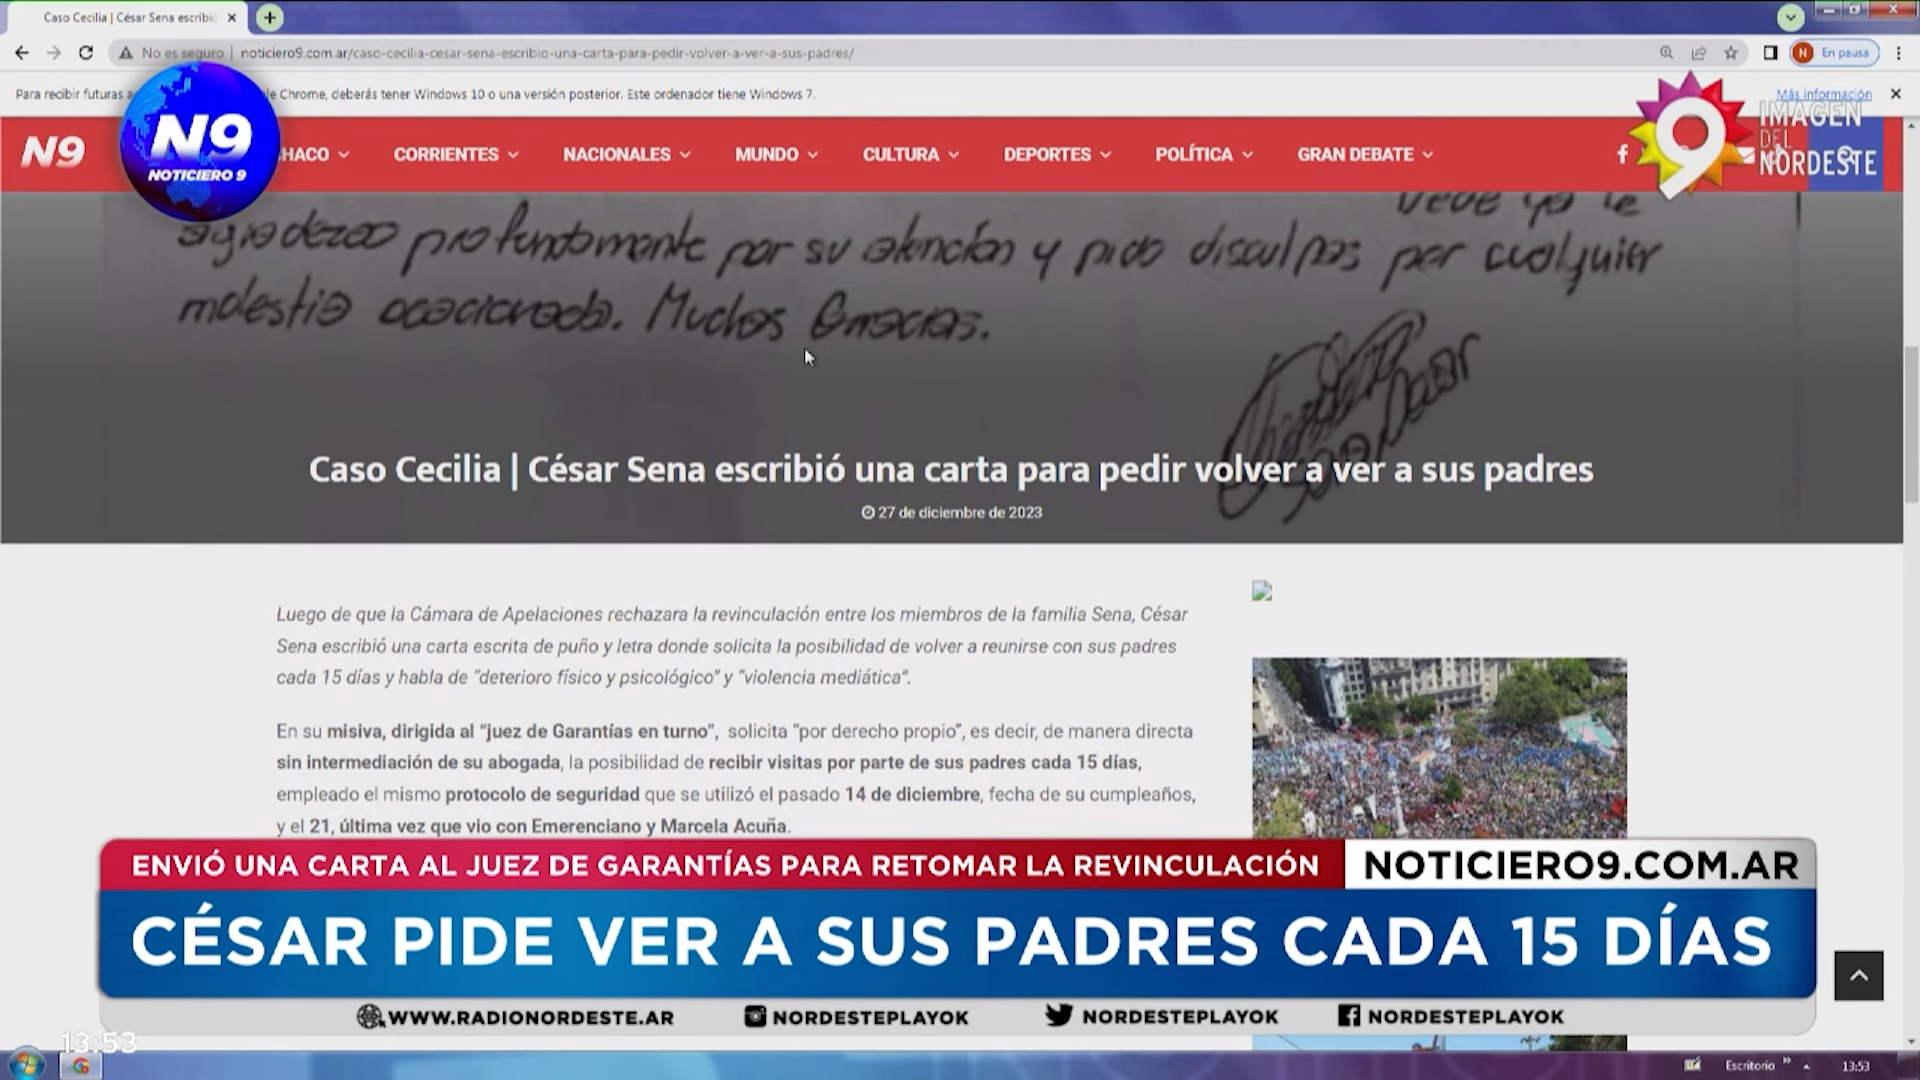 Caso Cecilia | César Sena escribió
No es seguro | noticiero9.com.ar/caso-cecilia-cesar-sena-escribio-una-carta-para-pedir-volver-a-ver-a-sus-padres/
N En pausa
Para recibir futuras Chrome, deberás tener Windows 10 o una versión posterior. Este ordenador tiene Windows 7.
Más información
N9
N9
NOTICIERO 9
CORRIENTES NACIONALES MUNDO CULTURA DEPORTES POLÍTICA GRAN DEBATE
9 IMAGEN
DEL
NORDESTE
agradezco profundamente por su atención y pido disculpas por cualquier
molestia ocacionada. Muchas Gracias.
Caso Cecilia | César Sena escribió una carta para pedir volver a ver a sus padres
27 de diciembre de 2023
Luego de que la Cámara de Apelaciones rechazara la revinculación entre los miembros de la familia Sena, César
Sena escribió una carta escrita de puño y letra donde solicita la posibilidad de volver a reunirse con sus padres
cada 15 días y habla de "deterioro físico y psicológico" y "violencia mediática".
En su misiva, dirigida al "juez de Garantías en turno", solicita "por derecho propio", es decir, de manera directa
sin intermediación de su abogada, la posibilidad de recibir visitas por parte de sus padres cada 15 días,
empleado el mismo protocolo de seguridad que se utilizó el pasado 14 de diciembre, fecha de su cumpleaños,
y el 21, última vez que vio con Emerenciano y Marcela Acuña.
ENVIÓ UNA CARTA AL JUEZ DE GARANTÍAS PARA RETOMAR LA REVINCULACIÓN
NOTICIERO9.COM.AR
CÉSAR PIDE VER A SUS PADRES CADA 15 DÍAS
WWW.RADIONORDESTE.AR NORDESTEPLAYOK NORDESTEPLAYOK NORDESTEPLAYOK
13:53
Escritorio 13:53